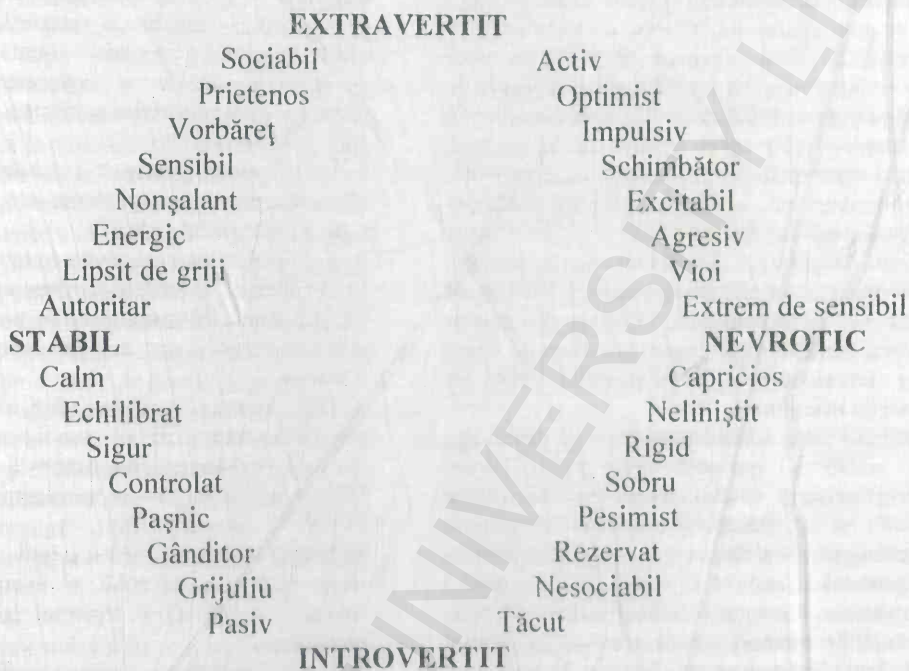 EXTRAVERTIT
Sociabil Activ
Prietenos Optimist
Vorbăreţ Impulsiv
Sensibil Schimbător
Nonşalant Excitabil
Energic Agresiv
Lipsit de griji Vioi
Autoritar Extrem de sensibil
STABIL NEVROTIC
Calm Capricios
Echilibrat Neliniştit
Sigur Rigid
Controlat Sobru
Paşnic Pesimist
Gânditor Rezervat
Grijuliu Nesociabil
Pasiv Tăcut
INTROVERTIT